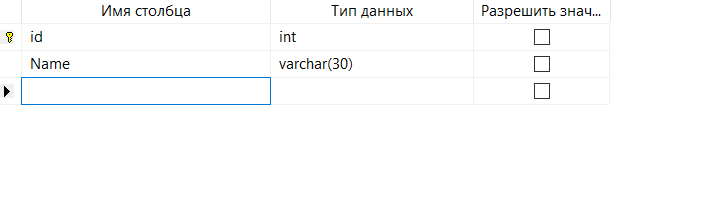 Имя столбца Тип данных Разрешить знач...
id int
Name varchar(30)